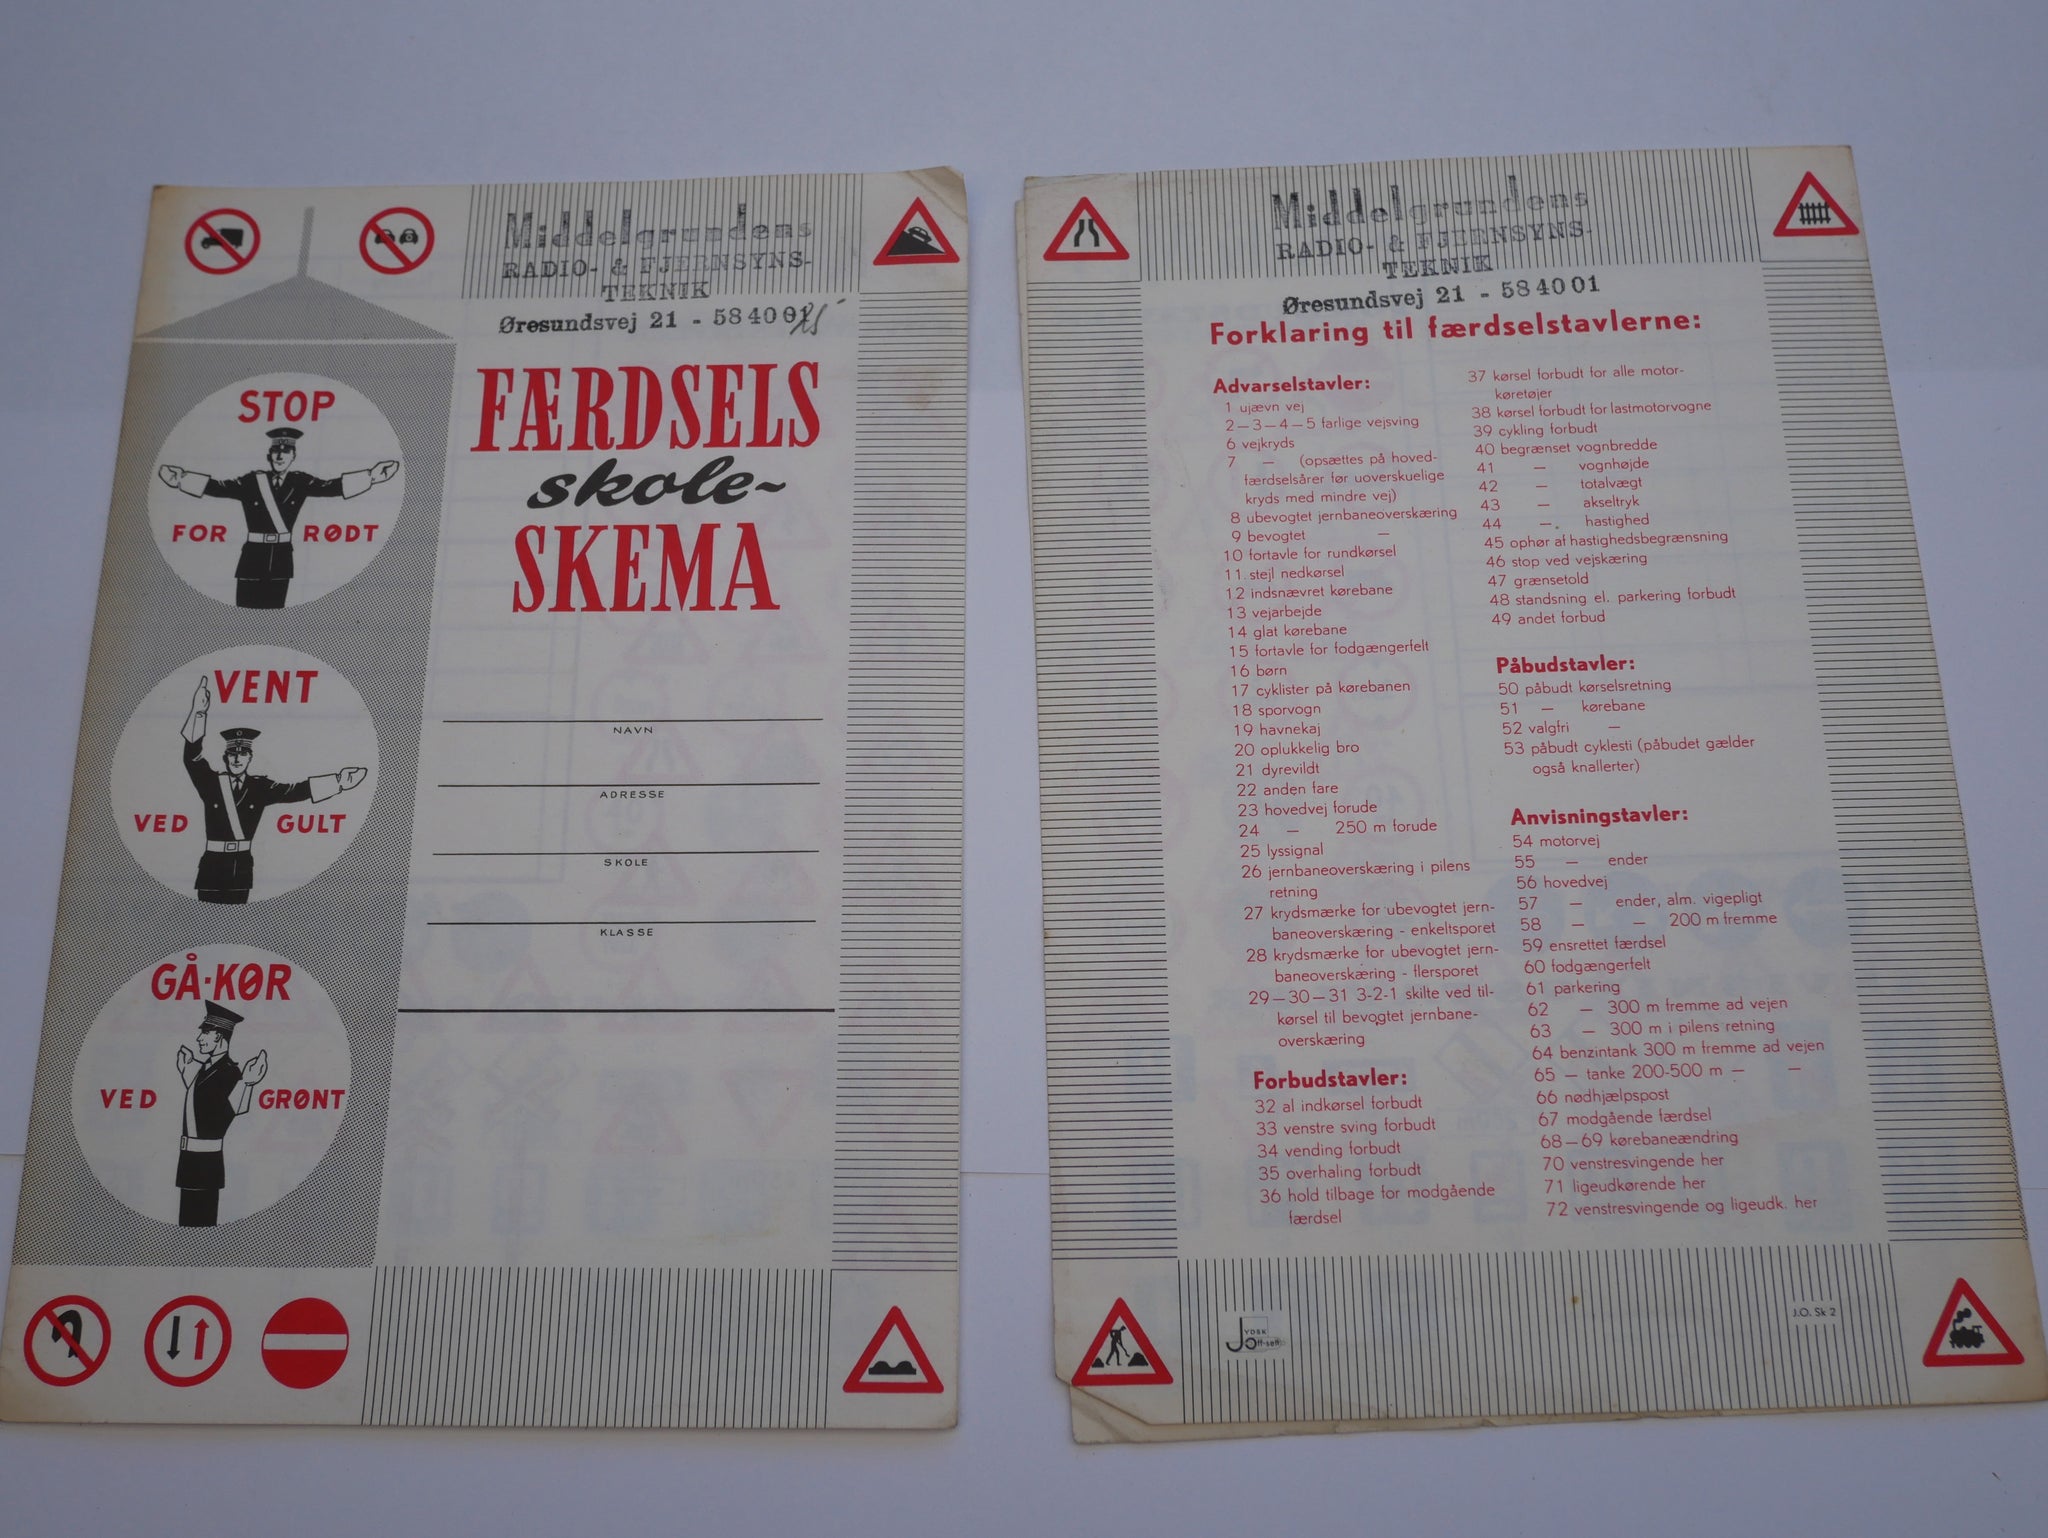 Middelgrundens
RADIO- & FJERNSYNS-
TEKNIK
Øresundsvej 21 - 584001
FÆRDSELS
skole-
SKEMA
STOP
FOR RØDT
VENT
VED GULT
GÅ-KØR
VED GRØNT
NAVN
ADRESSE
SKOLE
KLASSE
Middelgrundens
RADIO- & FJERNSYNS-
TEKNIK
Øresundsvej 21 - 584001
Forklaring til færdselstavlerne:
Advarselstavler:
1 ujævn vej
2 — 3 — 4 — 5 farlige vejsving
6 vejkryds
7 — (opsættes på hoved-
færdselsårer før uoverskuelige
kryds med mindre vej)
8 ubevogtet jernbaneoverskæring
9 bevogtet —
10 fortavle for rundkørsel
11. stejl nedkørsel
12 indsnævret kørebane
13 vejarbejde
14 glat kørebane
15 fortavle for fodgængerfelt
16 børn
17 cyklister på kørebanen
18 sporvogn
19 havnekaj
20 oplukkelig bro
21 dyrevildt
22 anden fare
23 hovedvej forude
24 — 250 m forude
25 lyssignal
26 jernbaneoverskæring i pilens
retning
27 krydsmærke for ubevogtet jern-
baneoverskæring - enkeltsporet
28 krydsmærke for ubevogtet jern-
baneoverskæring - flersporet
29 — 30 — 31 3-2-1 skilte ved til-
kørsel til bevogtet jernbane-
overskæring
Forbudstavler:
32 al indkørsel forbudt
33 venstre sving forbudt
34 vending forbudt
35 overhaling forbudt
36 hold tilbage for modgående
færdsel
37 kørsel forbudt for alle motor-
køretøjer
38 kørsel forbudt for lastmotorvogne
39 cykling forbudt
40 begrænset vognbredde
41 — vognhøjde
42 — totalvægt
43 — akseltryk
44 — hastighed
45 ophør af hastighedsbegrænsning
46 stop ved vejskæring
47 grænsetold
48 standsning el. parkering forbudt
49 andet forbud
Påbudstavler:
50 påbudt kørselsretning
51 — kørebane
52 valgfri —
53 påbudt cyklesti (påbudet gælder
også knallerter)
Anvisningstavler:
54 motorvej
55 — ender
56 hovedvej
57 — ender, alm. vigepligt
58 — — 200 m fremme
59 ensrettet færdsel
60 fodgængerfelt
61 parkering
62 — 300 m fremme ad vejen
63 — 300 m i pilens retning
64 benzintank 300 m fremme ad vejen
65 — tanke 200-500 m — —
66 nødhjælpspost
67 modgående færdsel
68 — 69 kørebaneændring
70 venstresvingende her
71 ligeudkørende her
72 venstresvingende og ligeudk. her
JYDSK
Off-set
J.O. Sk 2